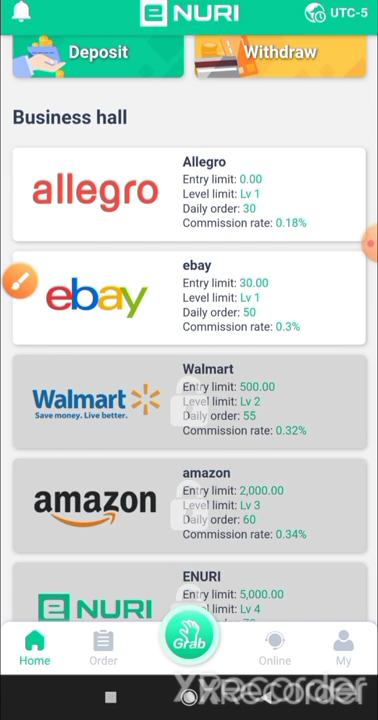 ENURI
UTC-5
Deposit
Withdraw
Business hall
allegro
Allegro
Entry limit: 0.00
Level limit: Lv 1
Daily order: 30
Commission rate: 0.18%
ebay
ebay
Entry limit: 30.00
Level limit: Lv 1
Daily order: 50
Commission rate: 0.3%
Walmart
Save money. Live better.
Walmart
Entry limit: 500.00
Level limit: Lv 2
Daily order: 55
Commission rate: 0.32%
amazon
amazon
Entry limit: 2,000.00
Level limit: Lv 3
Daily order: 60
Commission rate: 0.34%
ENURI
ENURI
Entry limit: 5,000.00
limit: Lv 4
Home
Order
Grab
Online
My
XRecorder